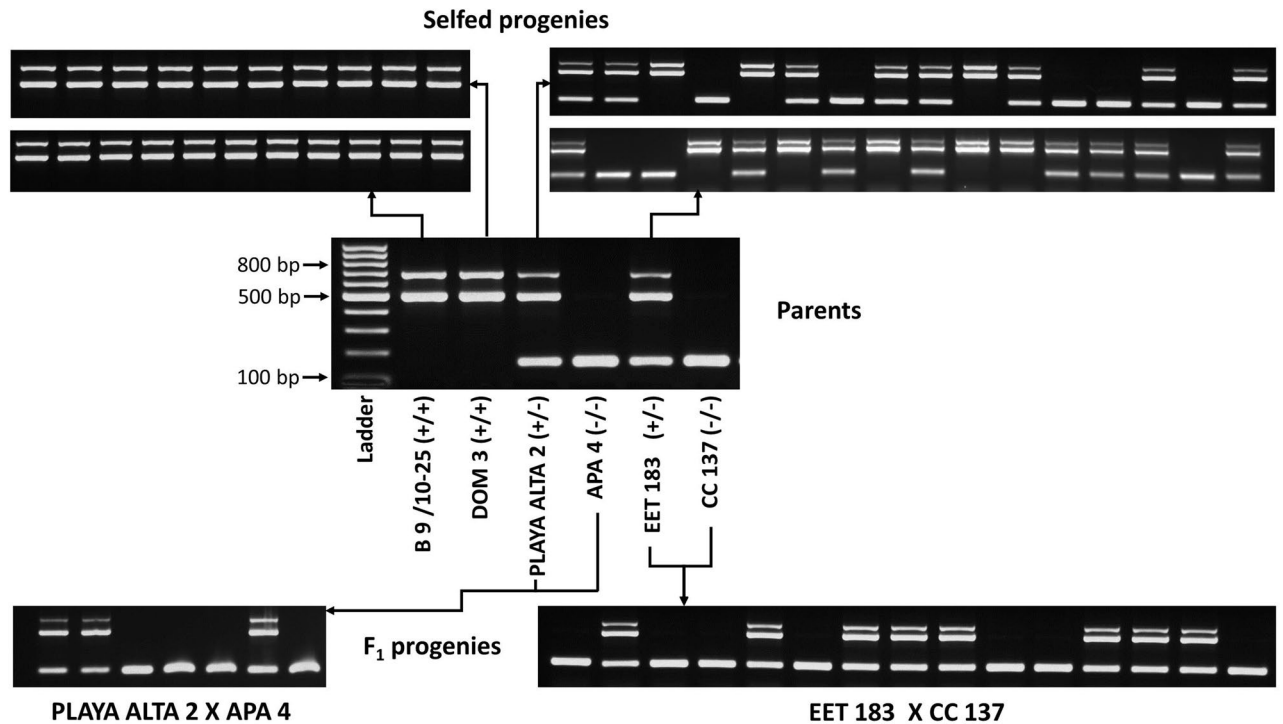 Selfed progenies
800 bp
500 bp
100 bp
Parents
Ladder
B 9 /10-25 (+/+)
DOM 3 (+/+)
PLAYA ALTA 2 (+/-)
APA 4 (-/-)
EET 183 (+/-)
CC 137 (-/-)
F1 progenies
PLAYA ALTA 2 X APA 4
EET 183 X CC 137